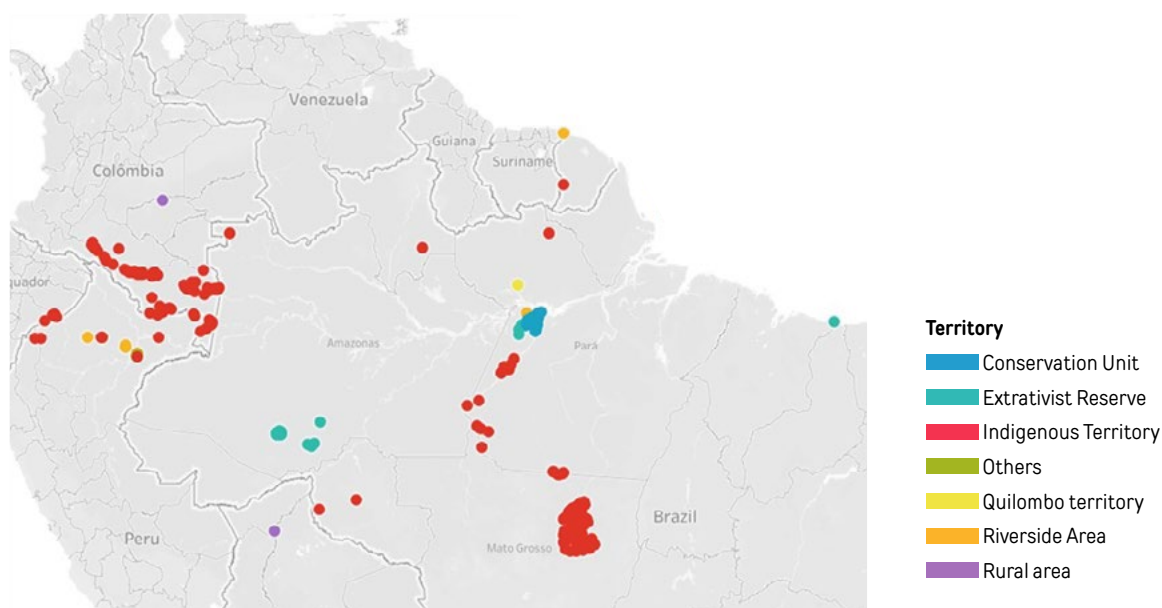 Venezuela
Guiana
Suriname
Colômbia
quador
Amazonas
Pará
Peru
Mato Grosso
Brazil
Territory
Conservation Unit
Extrativist Reserve
Indigenous Territory
Others
Quilombo territory
Riverside Area
Rural area